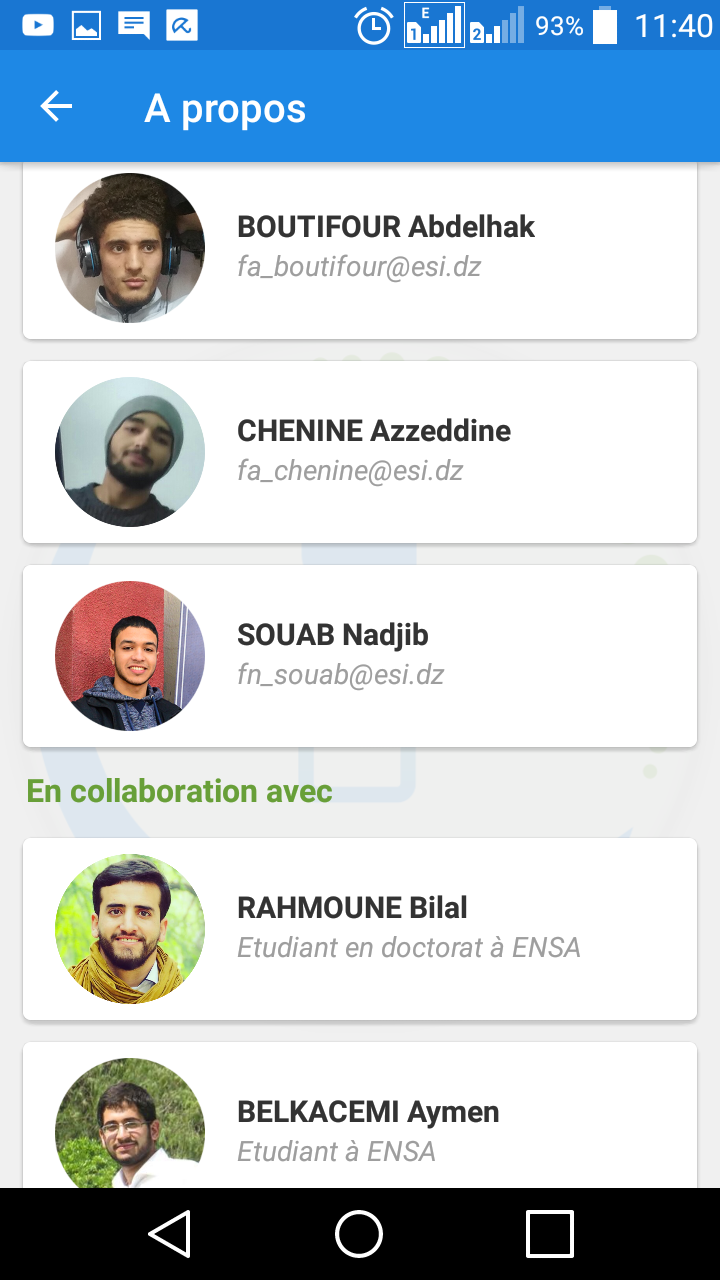 E
1
2
93%
11:40
A propos
BOUTIFOUR Abdelhak
fa_boutifour@esi.dz
CHENINE Azzeddine
fa_chenine@esi.dz
SOUAB Nadjib
fn_souab@esi.dz
En collaboration avec
RAHMOUNE Bilal
Etudiant en doctorat à ENSA
BELKACEMI Aymen
Etudiant à ENSA